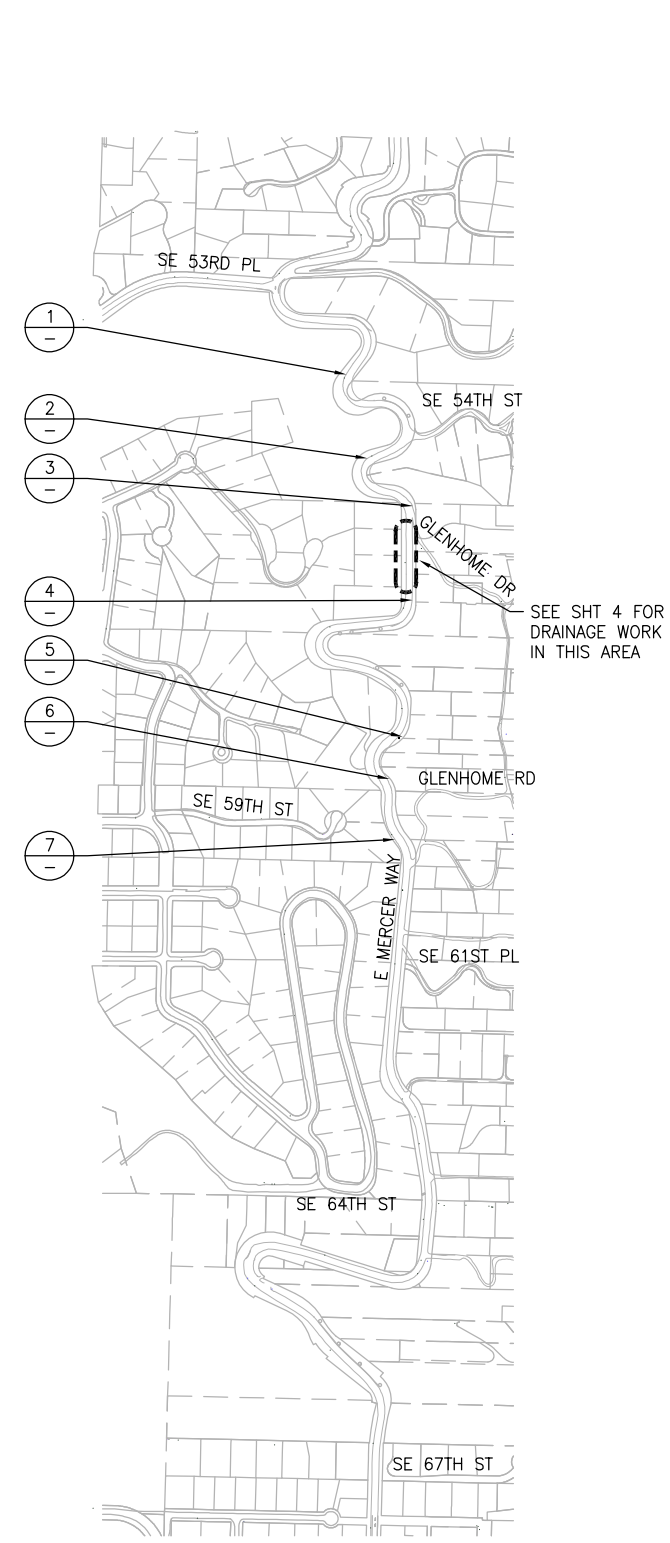 SE 53RD PL
1
–
2
–
SE 54TH ST
3
–
GLENHOME DR
4
–
SEE SHT 4 FOR
DRAINAGE WORK
IN THIS AREA
5
–
6
–
GLENHOME RD
SE 59TH ST
7
–
E MERCER WAY
SE 61ST PL
SE 64TH ST
SE 67TH ST